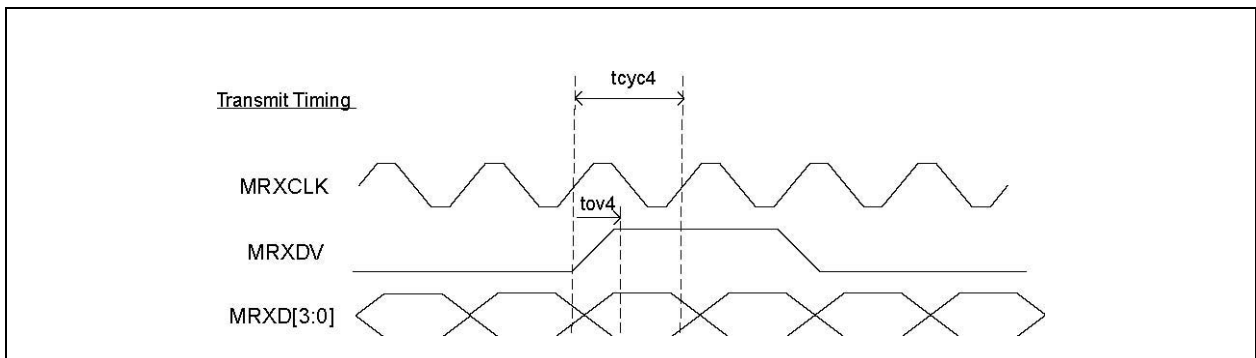 tcyc4
Transmit Timing
MRXCLK
tov4
MRXDV
MRXD[3:0]